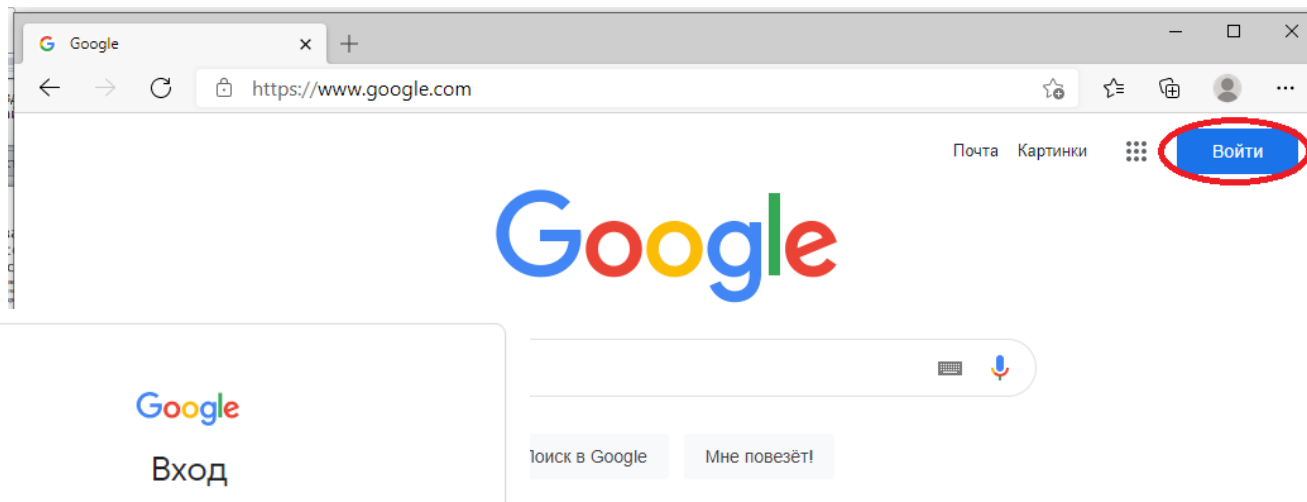 Google
https://www.google.com
Почта Картинки
Войти
Google
Google
Вход
Поиск в Google
Мне повезёт!